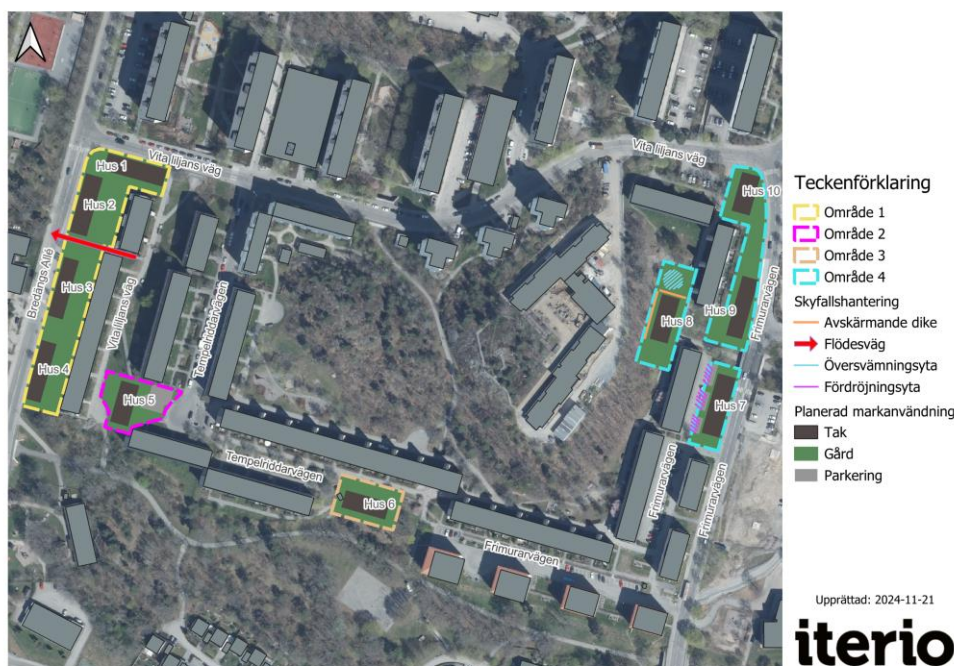 Vita liljans väg
Vita liljans väg
Hus 1
Hus 2
Hus 3
Hus 4
Hus 5
Hus 6
Hus 7
Hus 8
Hus 9
Hus 10
Bredängs Allé
Vita liljans väg
Tempelriddarvägen
Tempelriddarvägen
Frimurarvägen
Frimurarvägen
Frimurarvägen
Frimurarvägen
Teckenförklaring
Område 1
Område 2
Område 3
Område 4
Skyfallshantering
Avskärmande dike
Flödesväg
Översvämningsyta
Fördröjningsyta
Planerad markanvändning
Tak
Gård
Parkering
Upprättad: 2024-11-21
iterio